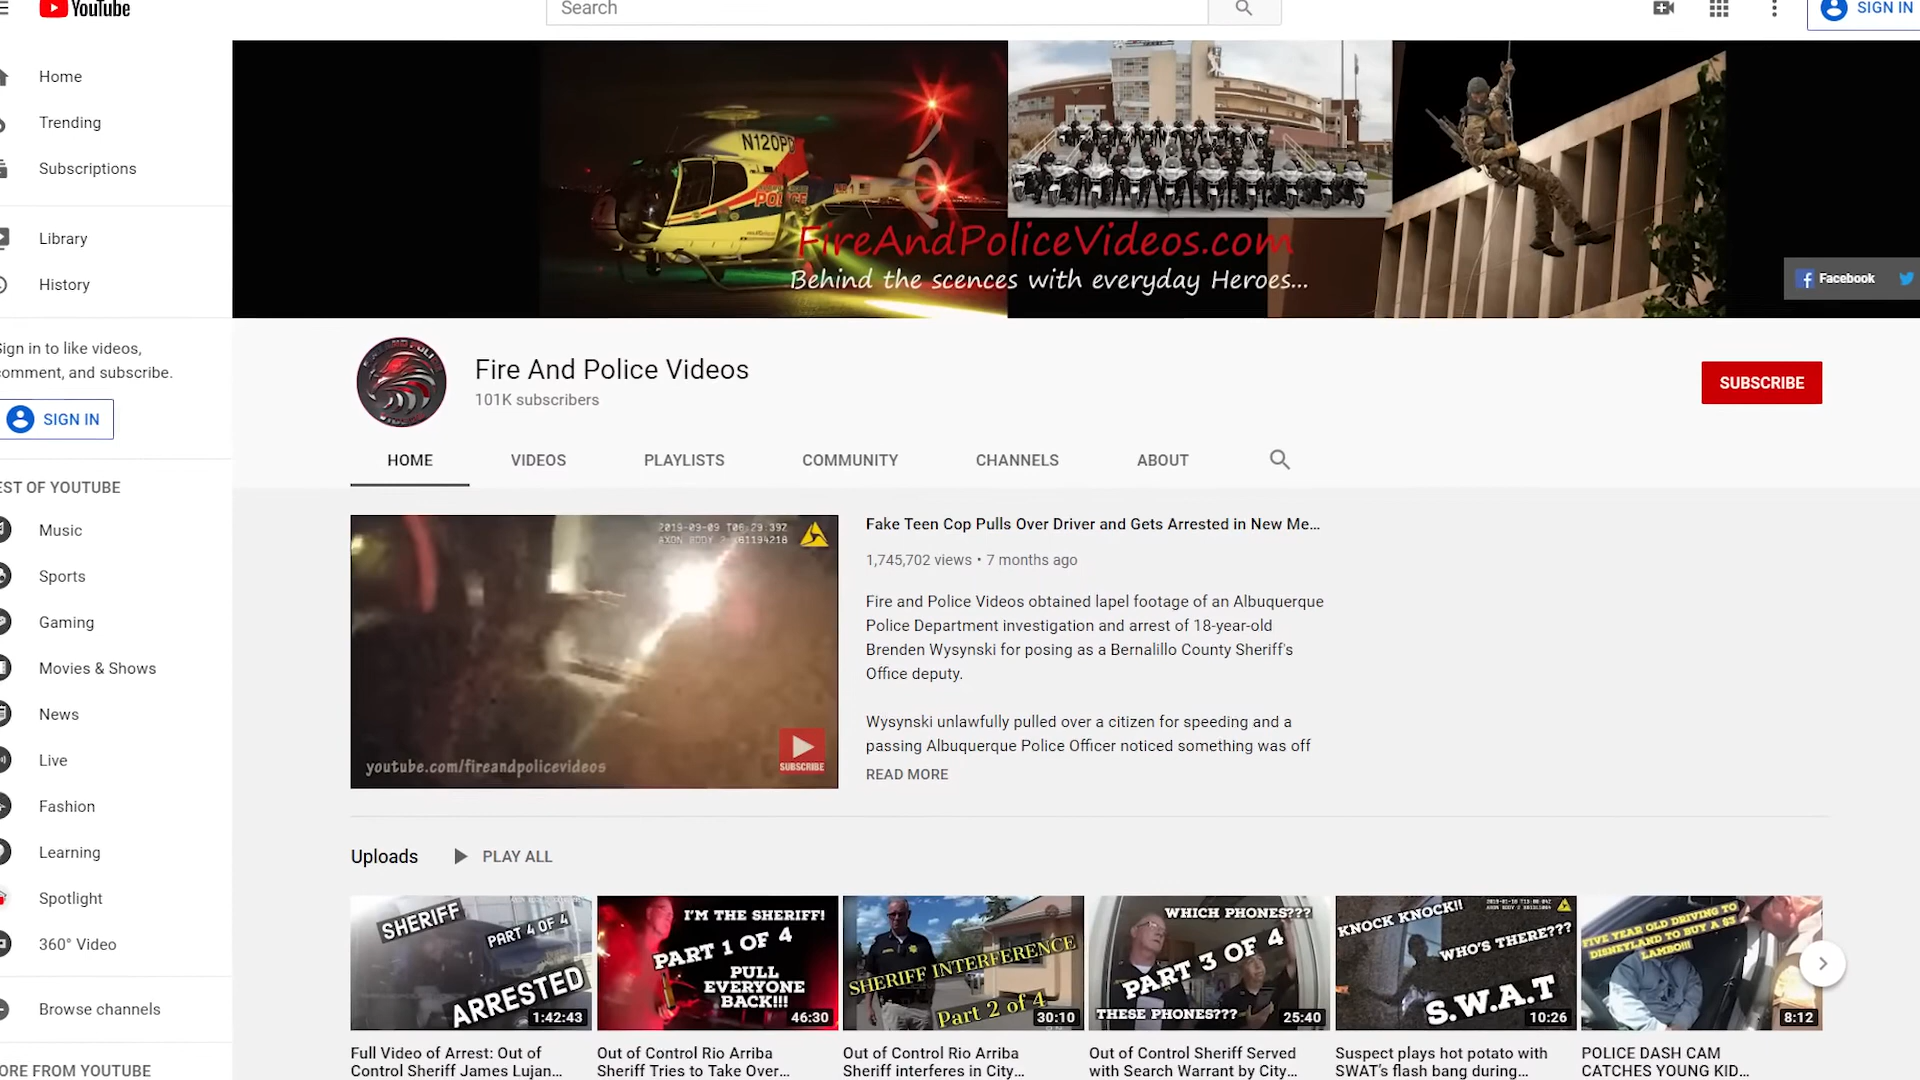 YouTube
Search
SIGN IN
Home
Trending
Subscriptions
Library
History
Sign in to like videos,
comment, and subscribe.
SIGN IN
EST OF YOUTUBE
Music
Sports
Gaming
Movies & Shows
News
Live
Fashion
Learning
Spotlight
360° Video
Browse channels
ORE FROM YOUTUBE
N120PD
POLICE
FireAndPoliceVideos.com
Behind the scences with everyday Heroes...
Facebook
Fire And Police Videos
101K subscribers
SUBSCRIBE
HOME
VIDEOS
PLAYLISTS
COMMUNITY
CHANNELS
ABOUT
2019-09-09 T06:29:39Z
AXON BODY 2 X81194218
youtube.com/fireandpolicevideos
SUBSCRIBE
Fake Teen Cop Pulls Over Driver and Gets Arrested in New Me...
1,745,702 views • 7 months ago
Fire and Police Videos obtained lapel footage of an Albuquerque
Police Department investigation and arrest of 18-year-old
Brenden Wysynski for posing as a Bernalillo County Sheriff's
Office deputy.
Wysynski unlawfully pulled over a citizen for speeding and a
passing Albuquerque Police Officer noticed something was off
READ MORE
Uploads
PLAY ALL
SHERIFF
PART 4 OF 4
ARRESTED
1:42:43
Full Video of Arrest: Out of
Control Sheriff James Lujan...
I'M THE SHERIFF!
PART 1 OF 4
PULL
EVERYONE
BACK!!!
46:30
Out of Control Rio Arriba
Sheriff Tries to Take Over...
SHERIFF INTERFERENCE
Part 2 of 4
30:10
Out of Control Rio Arriba
Sheriff interferes in City...
WHICH PHONES???
PART 3 OF 4
THESE PHONES???
25:40
Out of Control Sheriff Served
with Search Warrant by City...
KNOCK KNOCK!!
WHO'S THERE???
S.W.A.T
10:26
Suspect plays hot potato with
SWAT's flash bang during...
FIVE YEAR OLD DRIVING TO
DISNEYLAND TO BUY A $3
LAMBO!!!
8:12
POLICE DASH CAM
CATCHES YOUNG KID...